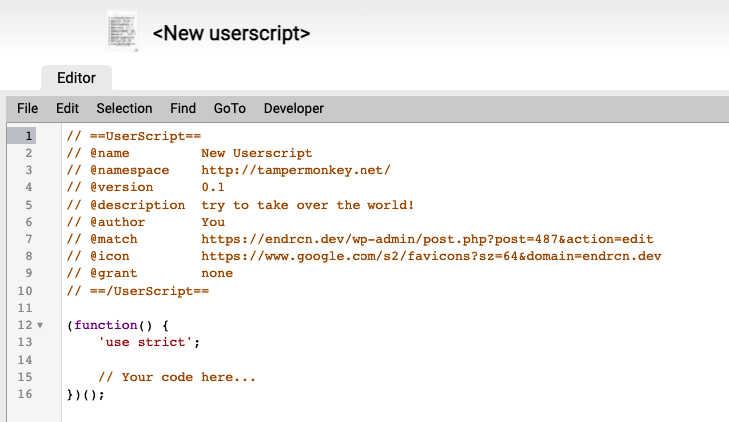 <New userscript>
Editor
File Edit Selection Find GoTo Developer
1 // ==UserScript==
2 // @name         New Userscript
3 // @namespace    http://tampermonkey.net/
4 // @version      0.1
5 // @description  try to take over the world!
6 // @author       You
7 // @match        https://endrcn.dev/wp-admin/post.php?post=487&action=edit
8 // @icon         https://www.google.com/s2/favicons?sz=64&domain=endrcn.dev
9 // @grant        none
10 // ==/UserScript==
11
12 (function() {
13     'use strict';
14
15     // Your code here...
16 })();